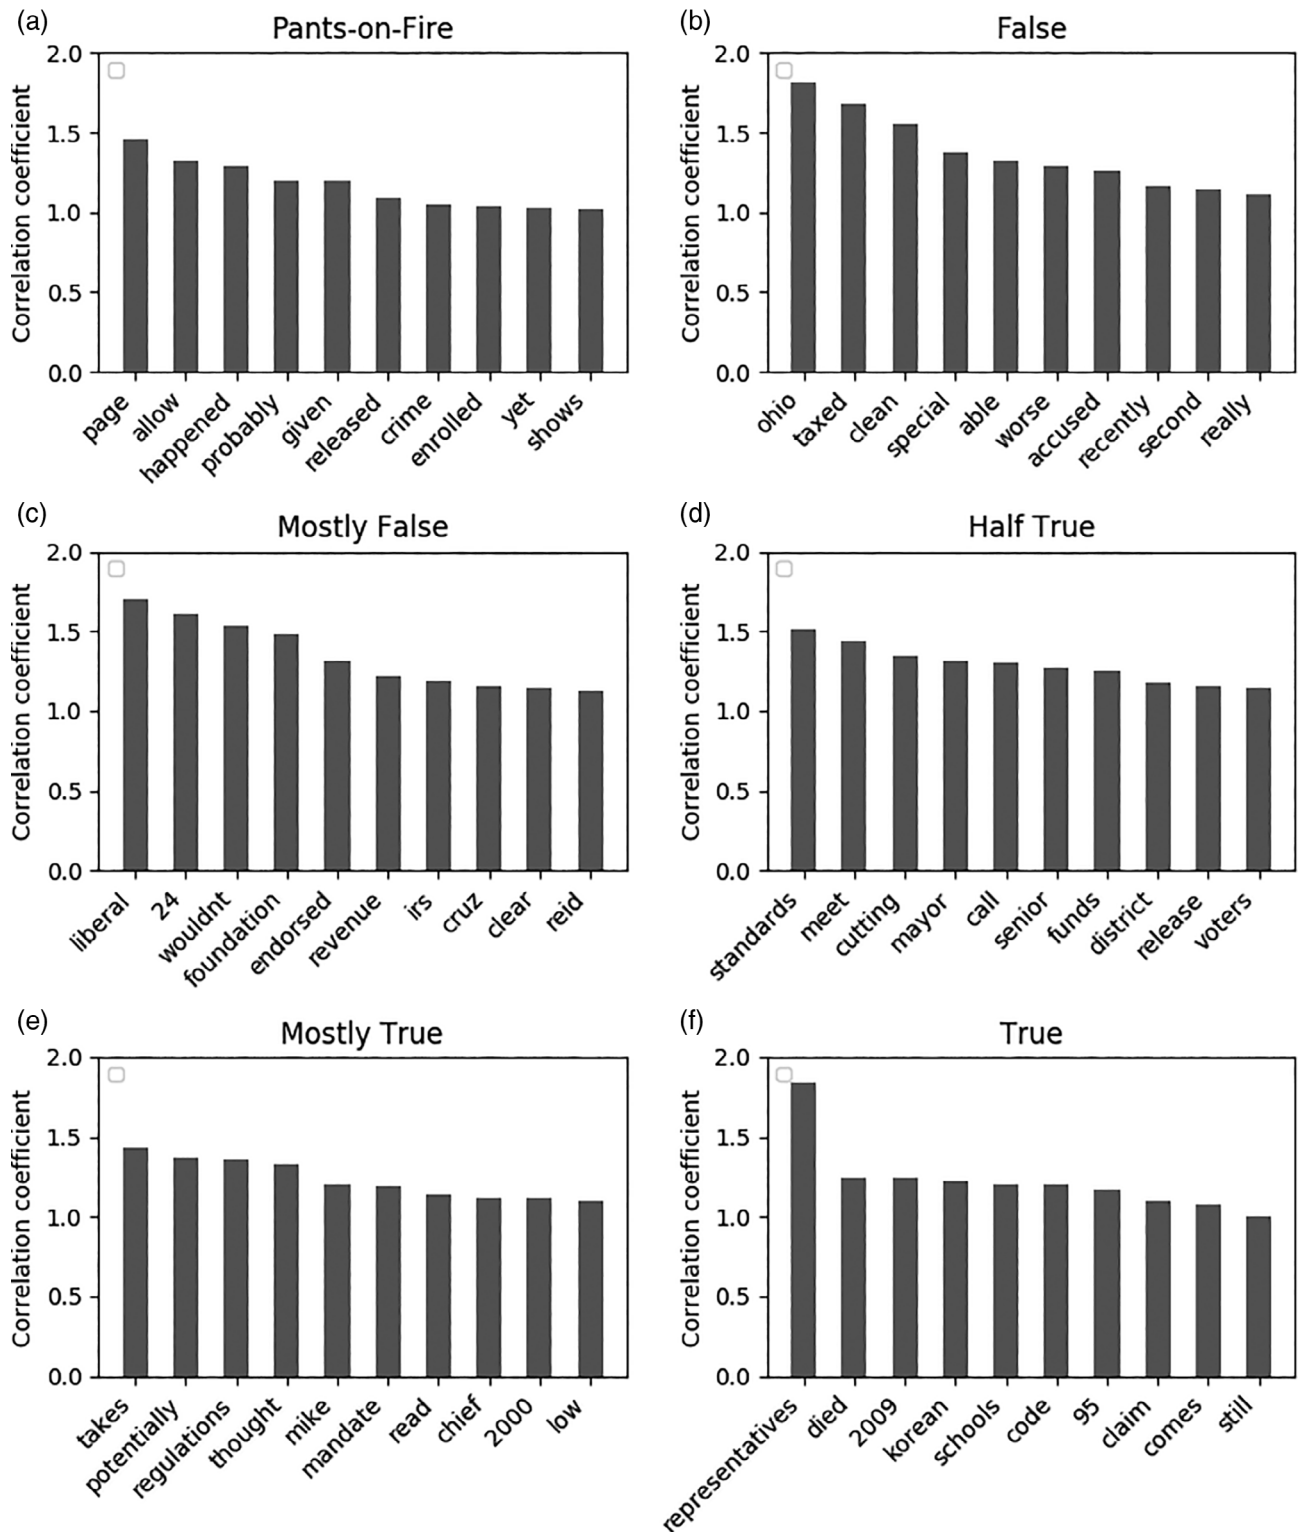 (a)
Pants-on-Fire
Correlation coefficient
2.0
1.5
1.0
0.5
0.0
page
allow
happened
probably
given
released
crime
enrolled
yet
shows
(b)
False
Correlation coefficient
2.0
1.5
1.0
0.5
0.0
ohio
taxed
clean
special
able
worse
accused
recently
second
really
(c)
Mostly False
Correlation coefficient
2.0
1.5
1.0
0.5
0.0
liberal
24
wouldnt
foundation
endorsed
revenue
irs
cruz
clear
reid
(d)
Half True
Correlation coefficient
2.0
1.5
1.0
0.5
0.0
standards
meet
cutting
mayor
call
senior
funds
district
release
voters
(e)
Mostly True
Correlation coefficient
2.0
1.5
1.0
0.5
0.0
takes
potentially
regulations
thought
mike
mandate
read
chief
2000
low
(f)
True
Correlation coefficient
2.0
1.5
1.0
0.5
0.0
representatives
died
2009
korean
schools
code
95
claim
comes
still